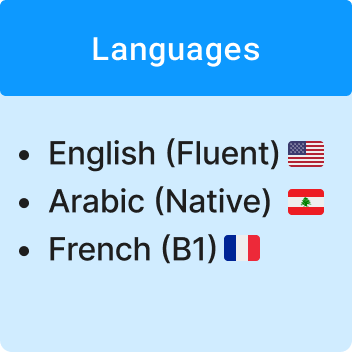 Languages
• English (Fluent) 🇺🇸
• Arabic (Native) 🇱🇧
• French (B1) 🇫🇷